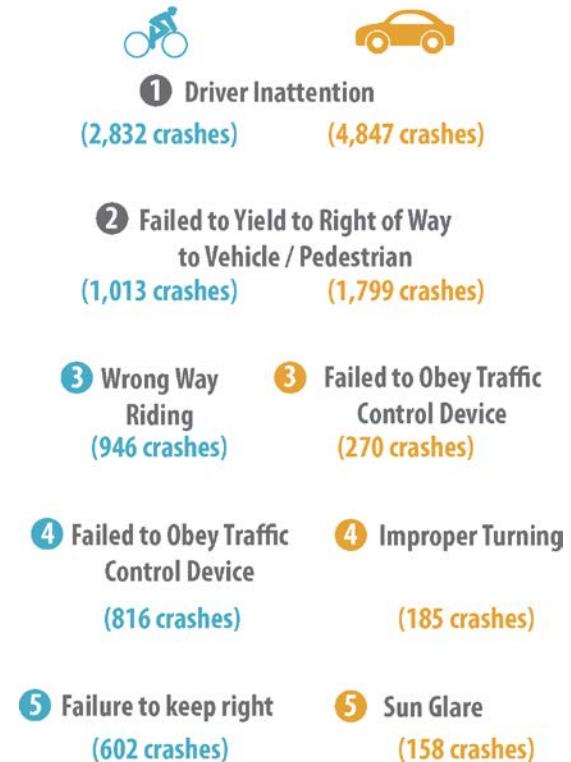 1 Driver Inattention
(2,832 crashes) (4,847 crashes)
2 Failed to Yield to Right of Way
to Vehicle / Pedestrian
(1,013 crashes) (1,799 crashes)
3 Wrong Way
Riding
(946 crashes)
3 Failed to Obey Traffic
Control Device
(270 crashes)
4 Failed to Obey Traffic
Control Device
(816 crashes)
4 Improper Turning
(185 crashes)
5 Failure to keep right
(602 crashes)
5 Sun Glare
(158 crashes)